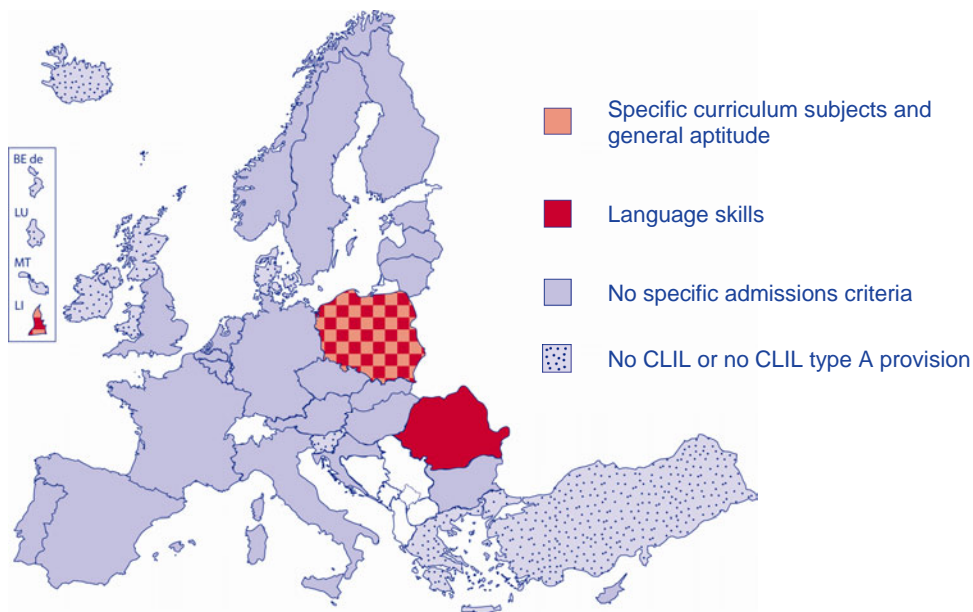 Specific curriculum subjects and
general aptitude
BE de
LU
Language skills
MT
No specific admissions criteria
LI
No CLIL or no CLIL type A provision